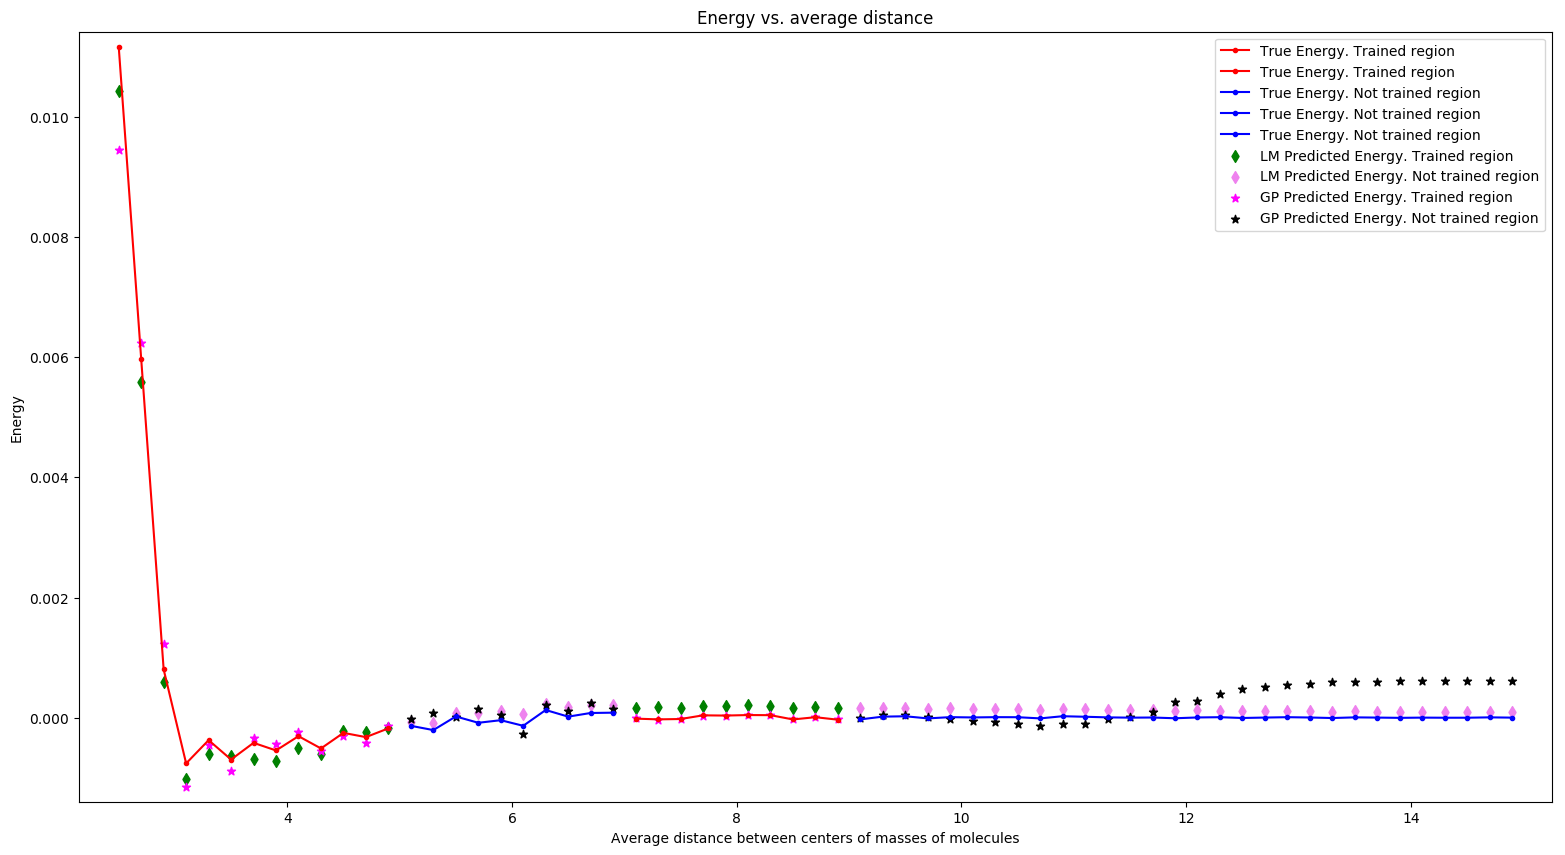 Energy vs. average distance
True Energy. Trained region
True Energy. Trained region
True Energy. Not trained region
True Energy. Not trained region
True Energy. Not trained region
LM Predicted Energy. Trained region
LM Predicted Energy. Not trained region
GP Predicted Energy. Trained region
GP Predicted Energy. Not trained region
Energy
0.010
0.008
0.006
0.004
0.002
0.000
4 6 8 10 12 14
Average distance between centers of masses of molecules